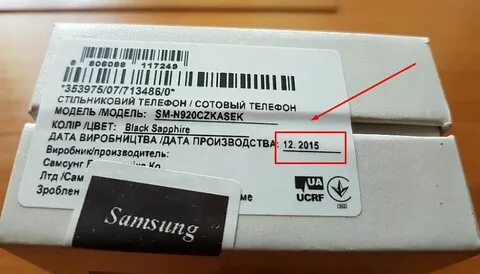 8 806088 117249
*353975/07/713486/0*
СТІЛЬНИКОВИЙ ТЕЛЕФОН / СОТОВЫЙ ТЕЛЕФОН
МОДЕЛЬ /МОДЕЛЬ: SM-N920CZKASEK
КОЛІР /ЦВЕТ: Black Sapphire
ДАТА ВИРОБНИЦТВА /ДАТА ПРОИЗВОДСТВА: 12. 2015
Виробник/производитель:
Самсунг
Лтд /Сам
Зроблен
Samsung
UA
UCRF